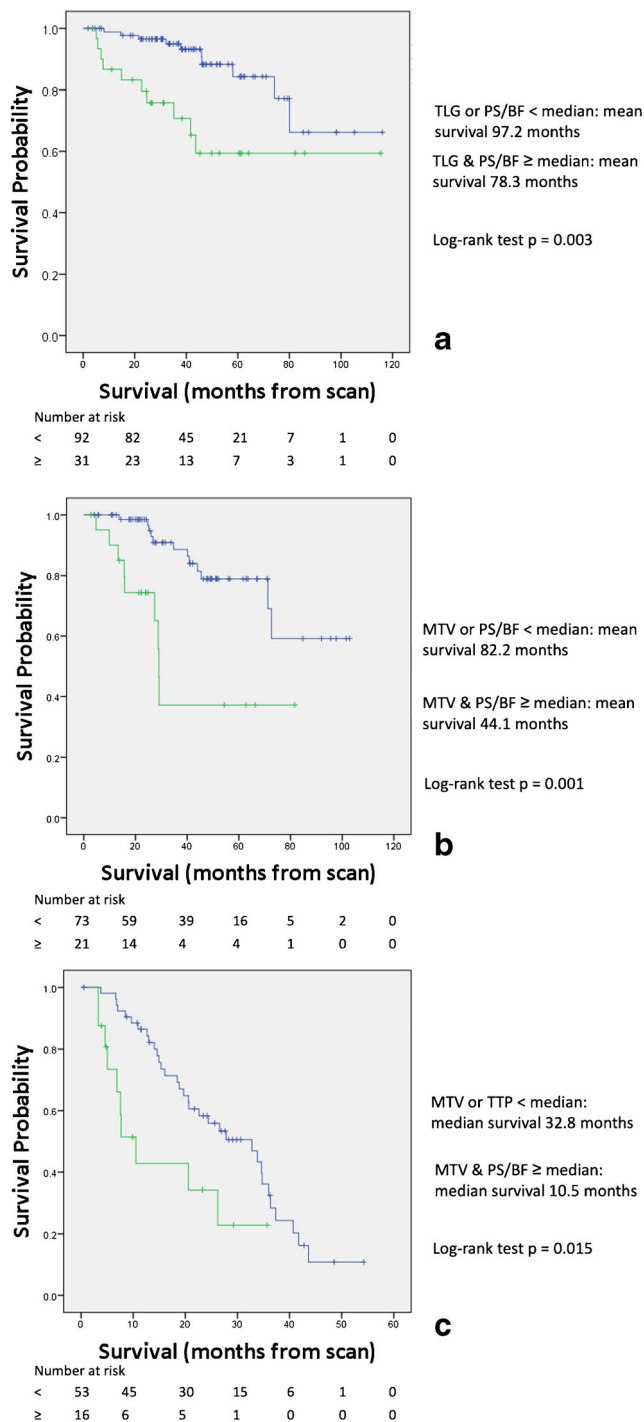 1.0
0.8
0.6
0.4
0.2
0.0
Survival Probability
0 20 40 60 80 100 120
Survival (months from scan)
TLG or PS/BF < median: mean
survival 97.2 months
TLG & PS/BF ≥ median: mean
survival 78.3 months
Log-rank test p = 0.003
a
Number at risk
< 92 82 45 21 7 1 0
≥ 31 23 13 7 3 1 0
1.0
0.8
0.6
0.4
0.2
0.0
Survival Probability
0 20 40 60 80 100 120
Survival (months from scan)
MTV or PS/BF < median: mean
survival 82.2 months
MTV & PS/BF ≥ median: mean
survival 44.1 months
Log-rank test p = 0.001
b
Number at risk
< 73 59 39 16 5 2 0
≥ 21 14 4 4 1 0 0
1.0
0.8
0.6
0.4
0.2
0.0
Survival Probability
0 10 20 30 40 50 60
Survival (months from scan)
MTV or TTP < median:
median survival 32.8 months
MTV & PS/BF ≥ median:
median survival 10.5 months
Log-rank test p = 0.015
c
Number at risk
< 53 45 30 15 6 1 0
≥ 16 6 5 1 0 0 0